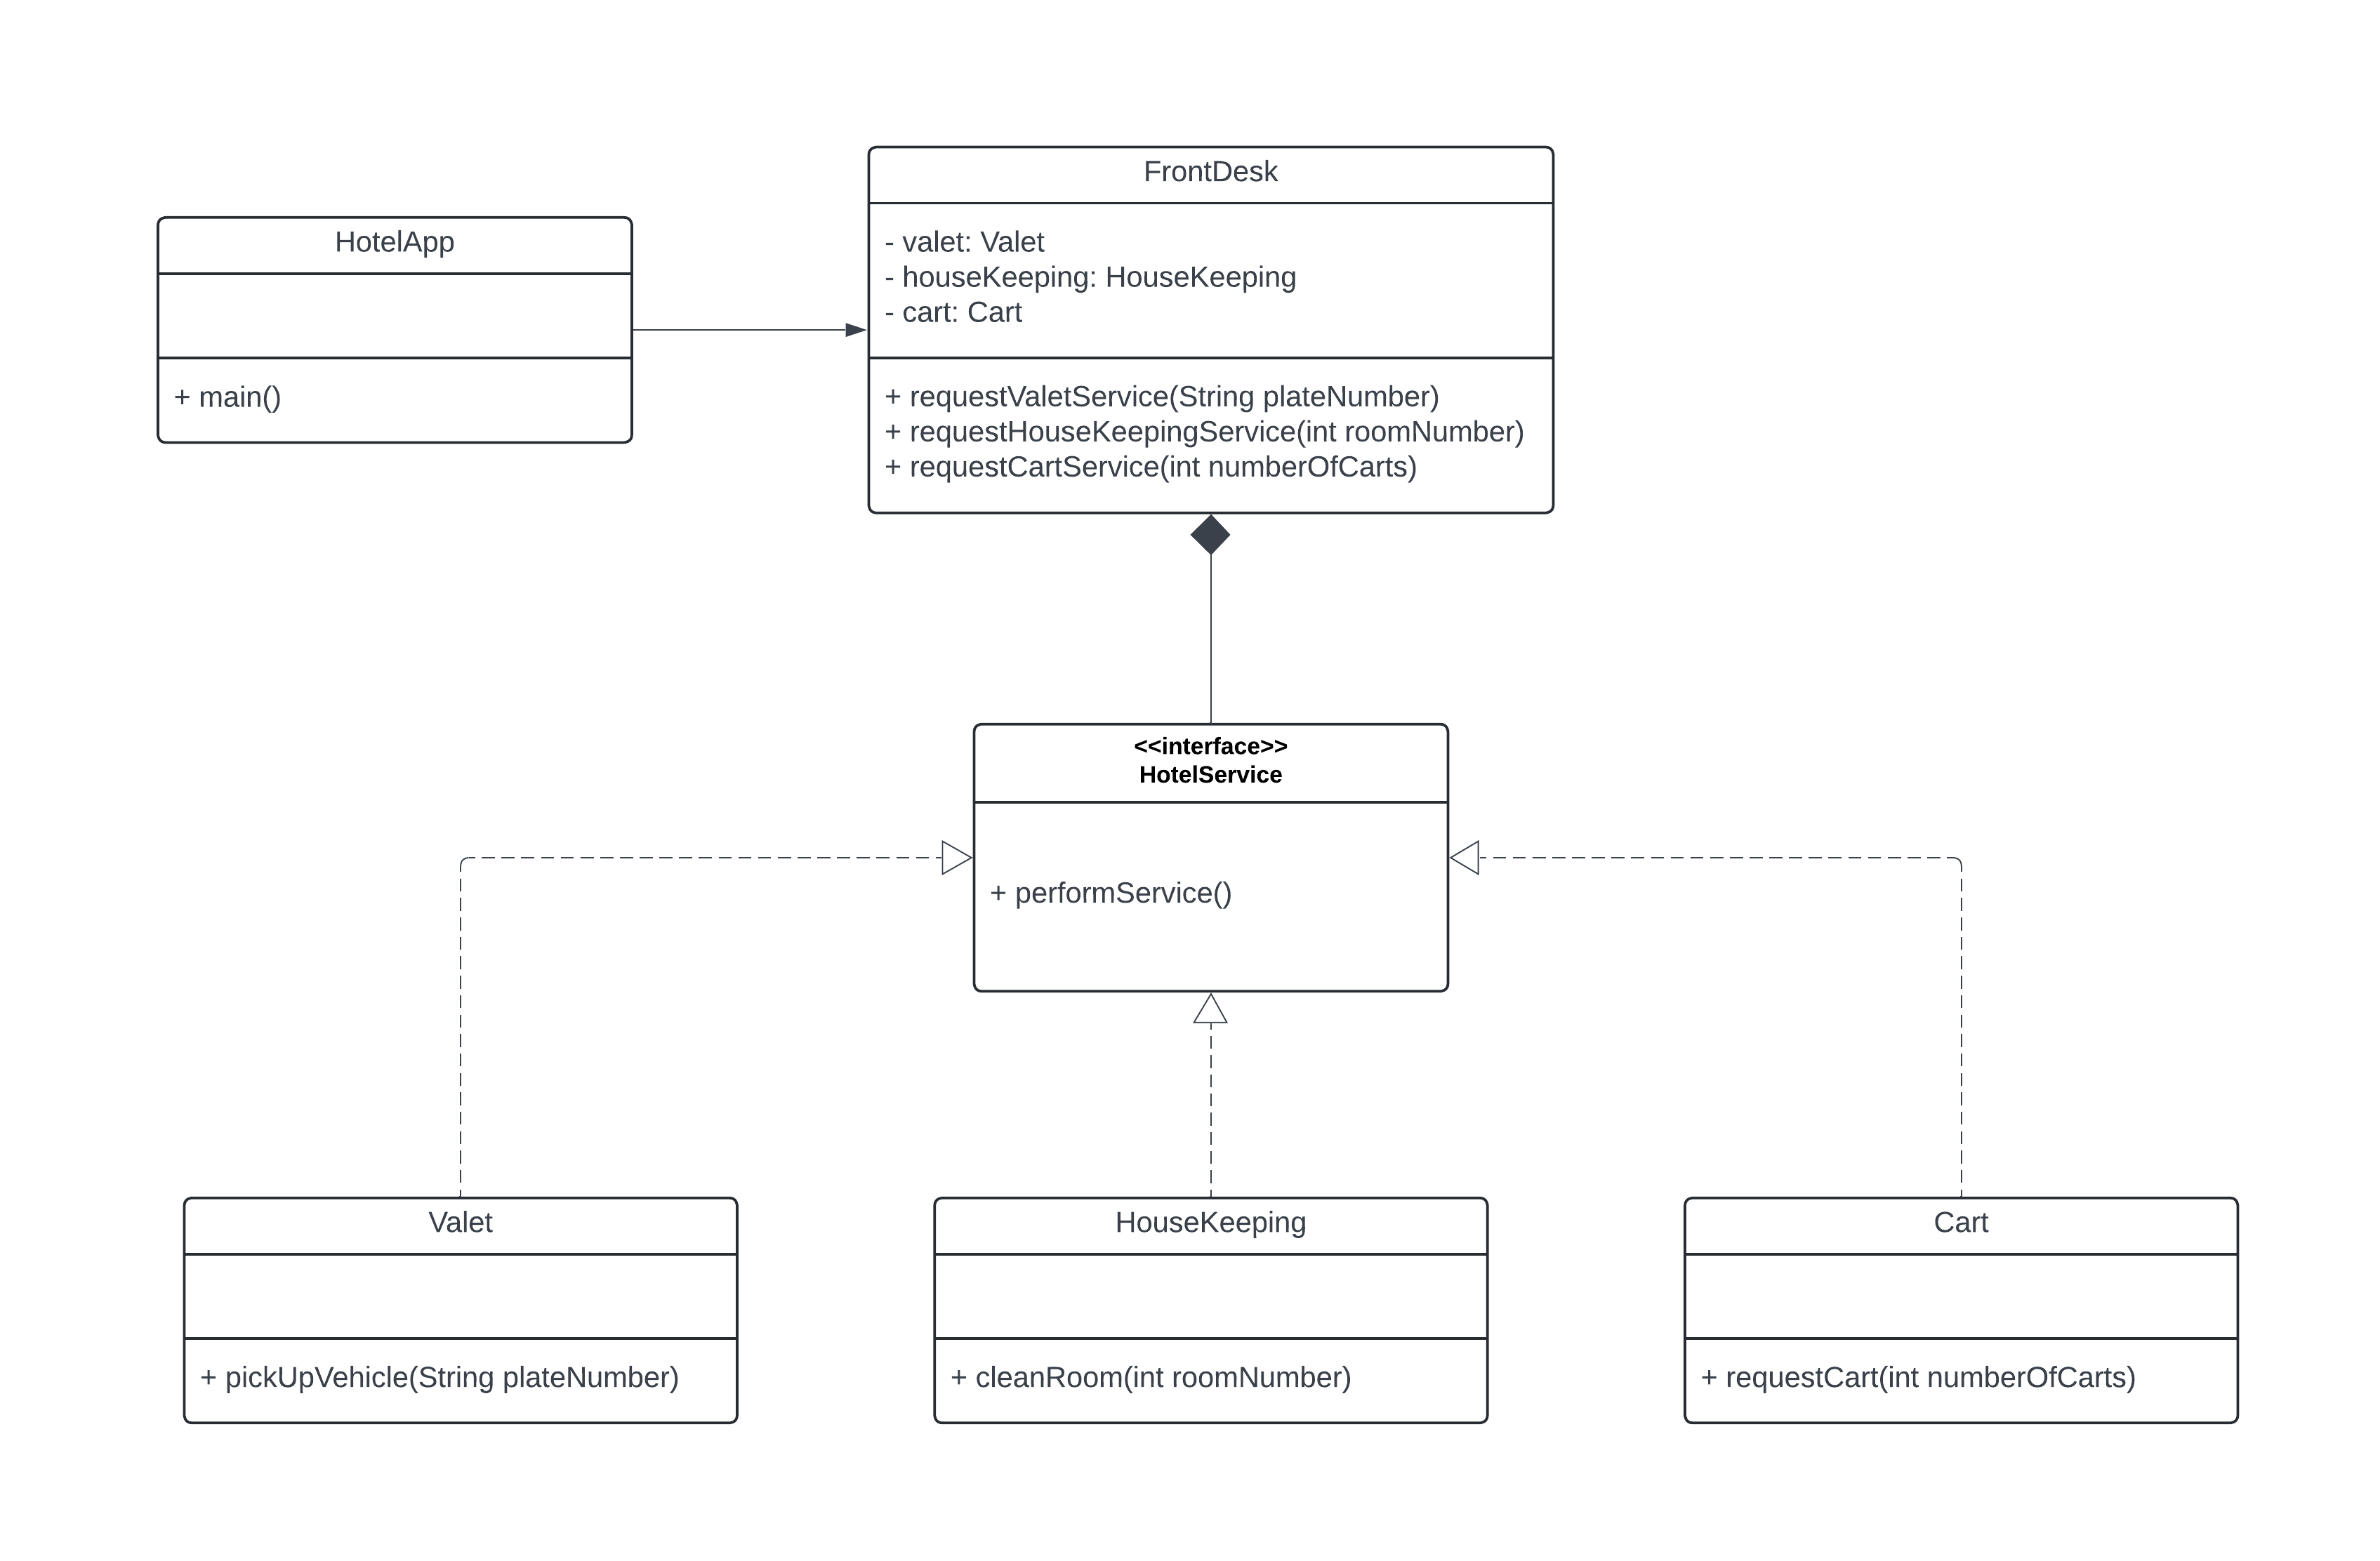 FrontDesk
- valet: Valet
- houseKeeping: HouseKeeping
- cart: Cart
+ requestValetService(String plateNumber)
+ requestHouseKeepingService(int roomNumber)
+ requestCartService(int numberOfCarts)
HotelApp
+ main()
<<interface>>
HotelService
+ performService()
Valet
+ pickUpVehicle(String plateNumber)
HouseKeeping
+ cleanRoom(int roomNumber)
Cart
+ requestCart(int numberOfCarts)